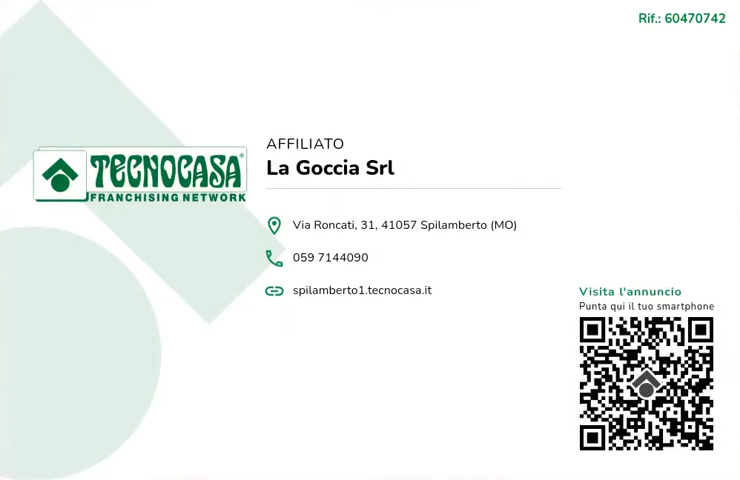 Rif.: 60470742
AFFILIATO
La Goccia Srl
TECNOCASA®
FRANCHISING NETWORK
Via Roncati, 31, 41057 Spilamberto (MO)
059 7144090
spilamberto1.tecnocasa.it
Visita l'annuncio
Punta qui il tuo smartphone